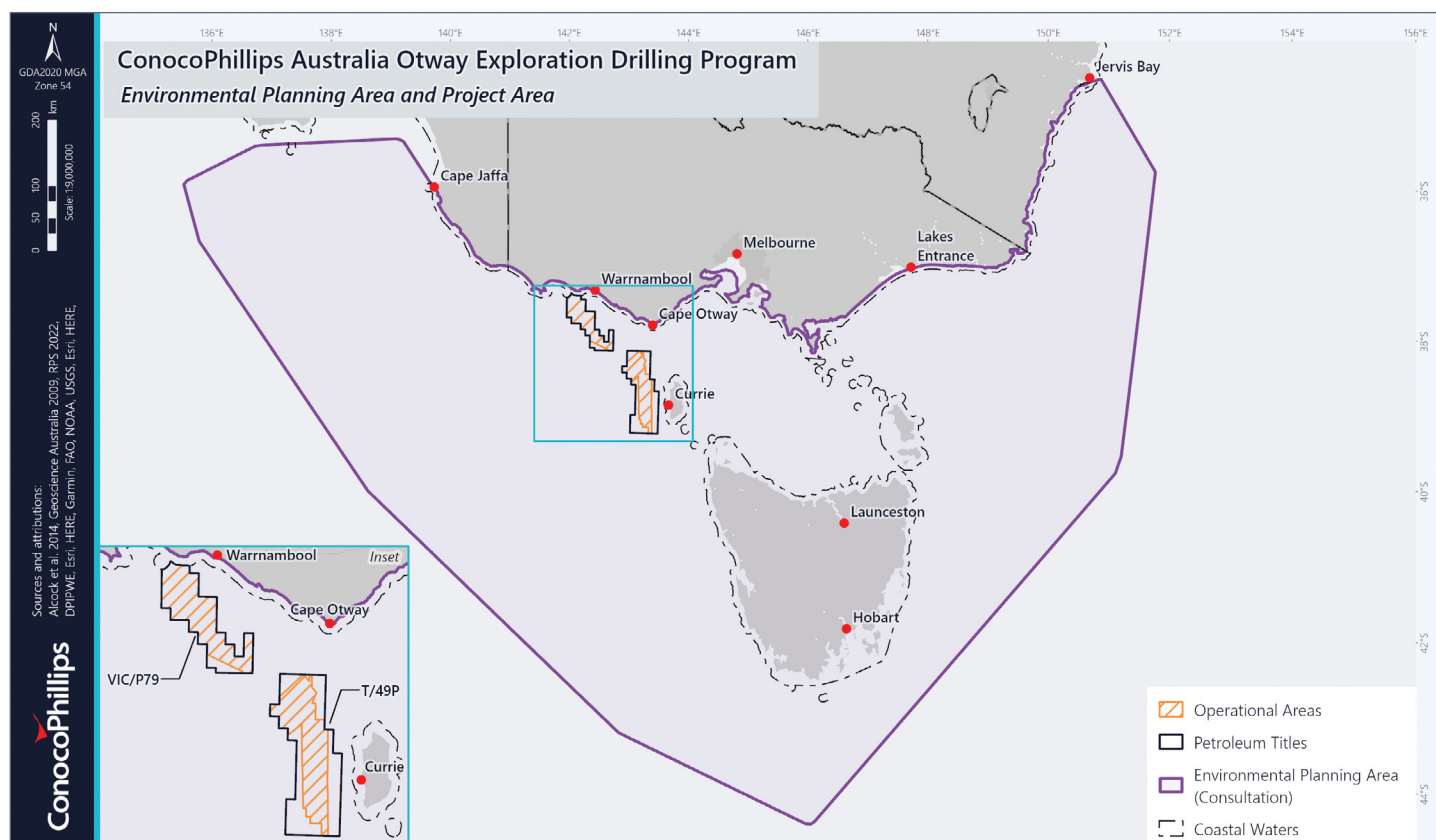 N
GDA2020 MGA
Zone 54
0 50 100 200
km
Scale: 1:9,000,000
Sources and attributions:
Alcock et al. 2014, Geoscience Australia 2009, RPS 2022,
DPIPWE, Esri, HERE, Garmin, FAO, NOAA, USGS, Esri, HERE,
ConocoPhillips
136°E 138°E 140°E 142°E 144°E 146°E 148°E 150°E 152°E 154°E 156°E
ConocoPhillips Australia Otway Exploration Drilling Program
Environmental Planning Area and Project Area
Jervis Bay
Cape Jaffa
36°S
Melbourne
Lakes
Entrance
Warrnambool
Cape Otway
38°S
Currie
40°S
Launceston
Hobart
42°S
44°S
Warrnambool
Inset
Cape Otway
VIC/P79
T/49P
Currie
Operational Areas
Petroleum Titles
Environmental Planning Area
(Consultation)
Coastal Waters